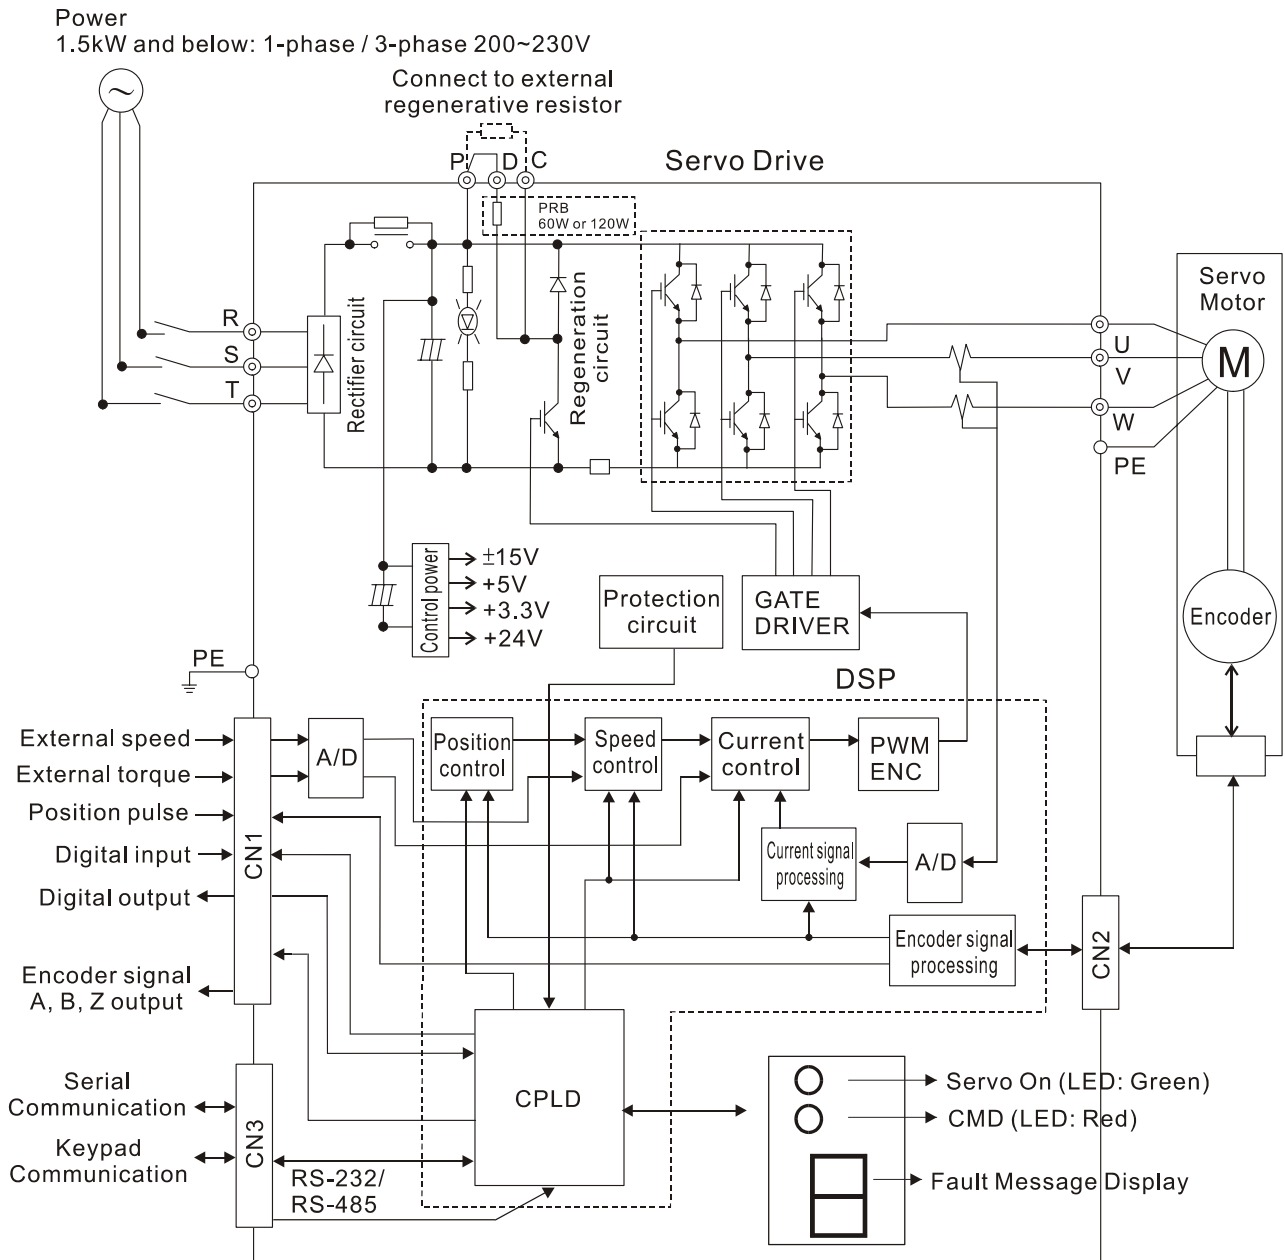 Power
1.5kW and below: 1-phase / 3-phase 200~230V
Connect to external
regenerative resistor
P
D
C
Servo Drive
PRB
60W or 120W
Servo
Motor
R
S
T
Rectifier circuit
Regeneration
circuit
U
V
W
PE
M
Control power
±15V
+5V
+3.3V
+24V
Protection
circuit
GATE
DRIVER
Encoder
PE
DSP
External speed
External torque
Position pulse
Digital input
Digital output
Encoder signal
A, B, Z output
CN1
A/D
Position
control
Speed
control
Current
control
PWM
ENC
Current signal
processing
A/D
Encoder signal
processing
CN2
Serial
Communication
Keypad
Communication
CN3
RS-232/
RS-485
CPLD
Servo On (LED: Green)
CMD (LED: Red)
Fault Message Display